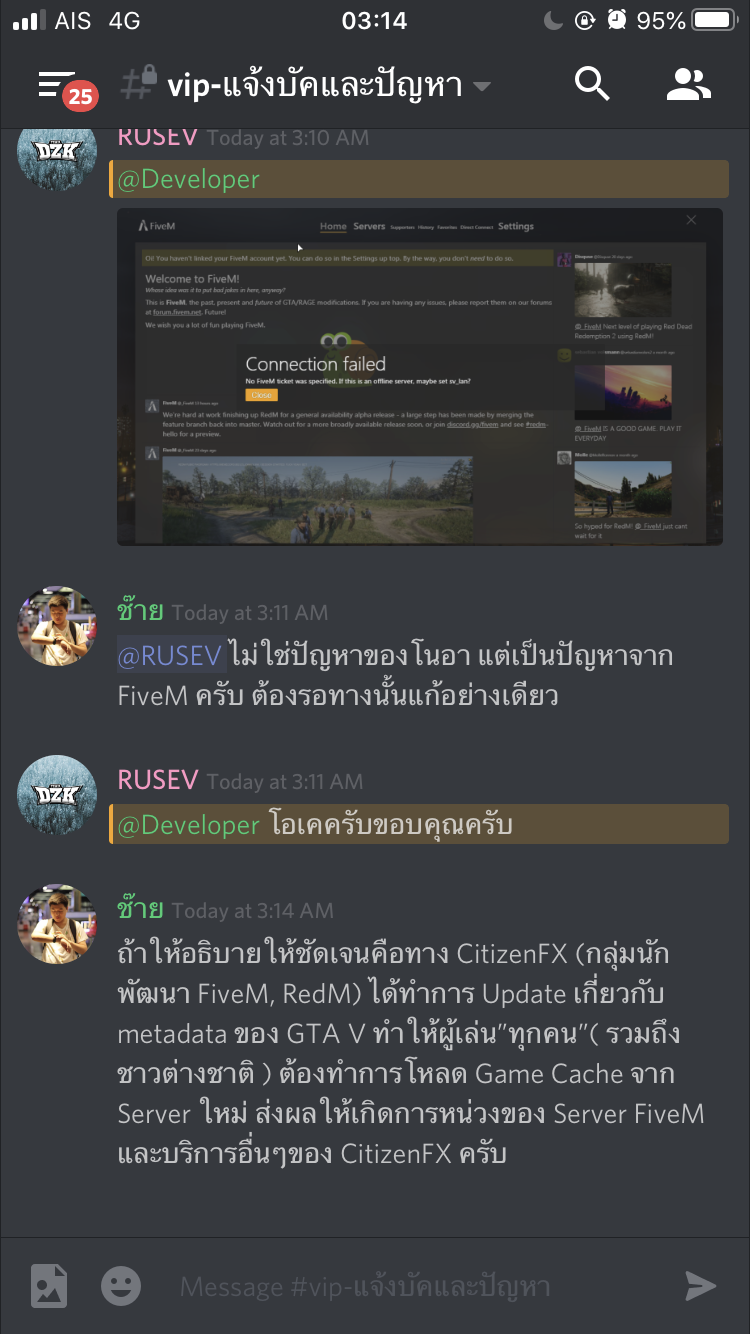 AIS 4G 03:14 95%
25 # vip-แจ้งบัคและปัญหา
DZK RUSEV Today at 3:10 AM
@Developer
FiveM Home Servers Supporters History Favorites Direct Connect Settings
Oi! You haven't linked your FiveM account yet. You can do so in the Settings up top. By the way, you don't need to do so.
Welcome to FiveM!
Whose idea was it to put bad jokes in here, anyway?
This is FiveM, the past, present and future of GTA/RAGE modifications. If you are having any issues, please report them on our forums
at forum.fivem.net. Future!
We wish you a lot of fun playing FiveM.
Connection failed
No FiveM ticket was specified. If this is an offline server, maybe set sv_lan?
Close
FiveM
We're hard at work finishing up RedM for a general availability alpha release - a large step has been made by merging the
feature branch back into master. Watch out for a more broadly available release soon, or join discord.gg/fivem and see #redm-
hello for a preview.
FiveM
@_FiveM Next level of playing Red Dead
Redemption 2 using RedM!
@_FiveM IS A GOOD GAME. PLAY IT
EVERYDAY
So hyped for RedM! @_FiveM just cant
wait for it
ช๊าย Today at 3:11 AM
@RUSEV ไม่ใช่ปัญหาของโนอา แต่เป็นปัญหาจาก
FiveM ครับ ต้องรอทางนั้นแก้อย่างเดียว
DZK RUSEV Today at 3:11 AM
@Developer โอเคครับขอบคุณครับ
ช๊าย Today at 3:14 AM
ถ้าให้อธิบายให้ชัดเจนคือทาง CitizenFX (กลุ่มนัก
พัฒนา FiveM, RedM) ได้ทำการ Update เกี่ยวกับ
metadata ของ GTA V ทำให้ผู้เล่น"ทุกคน"( รวมถึง
ชาวต่างชาติ ) ต้องทำการโหลด Game Cache จาก
Server ใหม่ ส่งผลให้เกิดการหน่วงของ Server FiveM
และบริการอื่นๆของ CitizenFX ครับ
Message #vip-แจ้งบัคและปัญหา